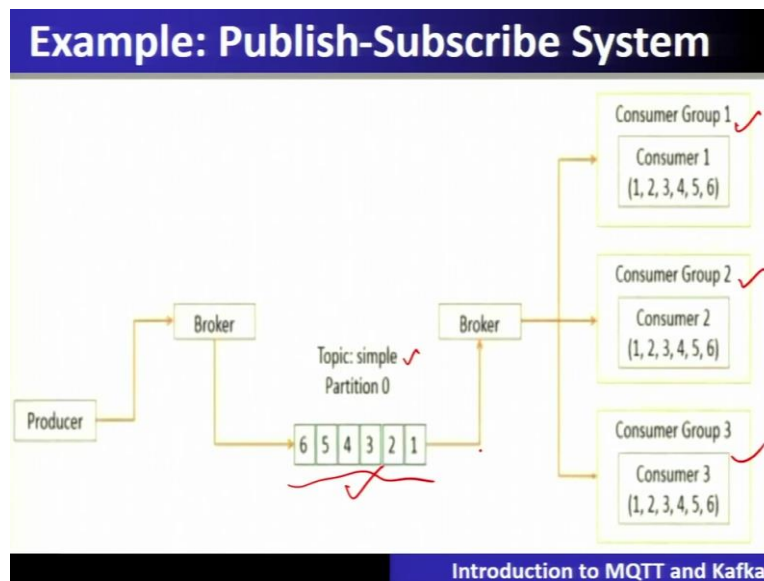 Example: Publish-Subscribe System
Consumer Group 1
Consumer 1
(1, 2, 3, 4, 5, 6)
Consumer Group 2
Consumer 2
(1, 2, 3, 4, 5, 6)
Broker
Broker
Topic: simple
Partition 0
Producer
6 5 4 3 2 1
Consumer Group 3
Consumer 3
(1, 2, 3, 4, 5, 6)
Introduction to MQTT and Kafka